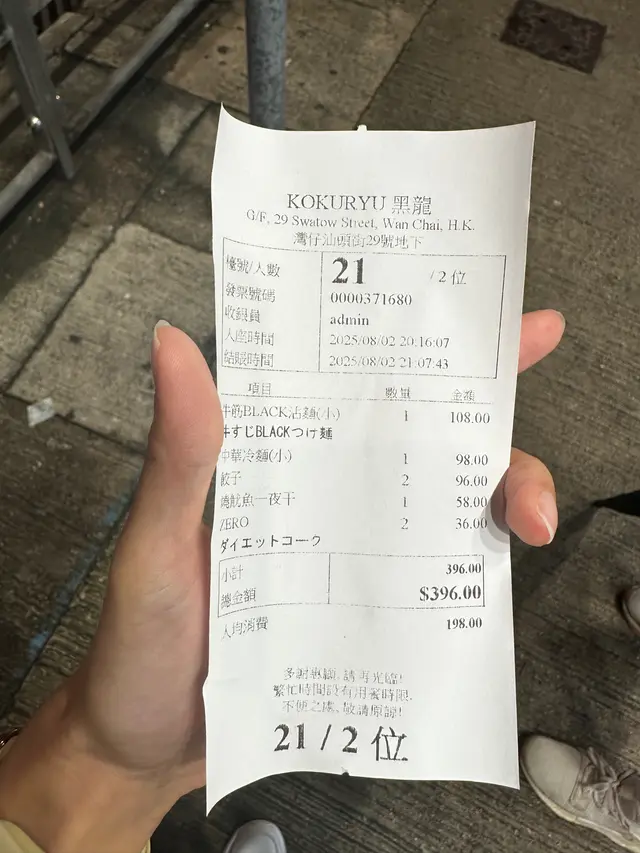 KOKURYU 黑龍
G/F, 29 Swatow Street, Wan Chai, H.K.
灣仔汕頭街29號地下
檯號/人數 21 / 2 位
發票號碼 0000371680
收銀員 admin
入座時間 2025/08/02 20:16:07
結賬時間 2025/08/02 21:07:43
項目 數量 金額
牛筋BLACK沾麵(小) 1 108.00
牛すじBLACKつけ麺
中華冷麵(小) 1 98.00
餃子 2 96.00
燒魷魚一夜干 1 58.00
ZERO 2 36.00
ダイエットコーク
小計 396.00
總金額 $396.00
人均消費 198.00
多謝惠顧,請再光臨!
繁忙時間設有用餐時限,
不便之處,敬請原諒!
21 / 2 位